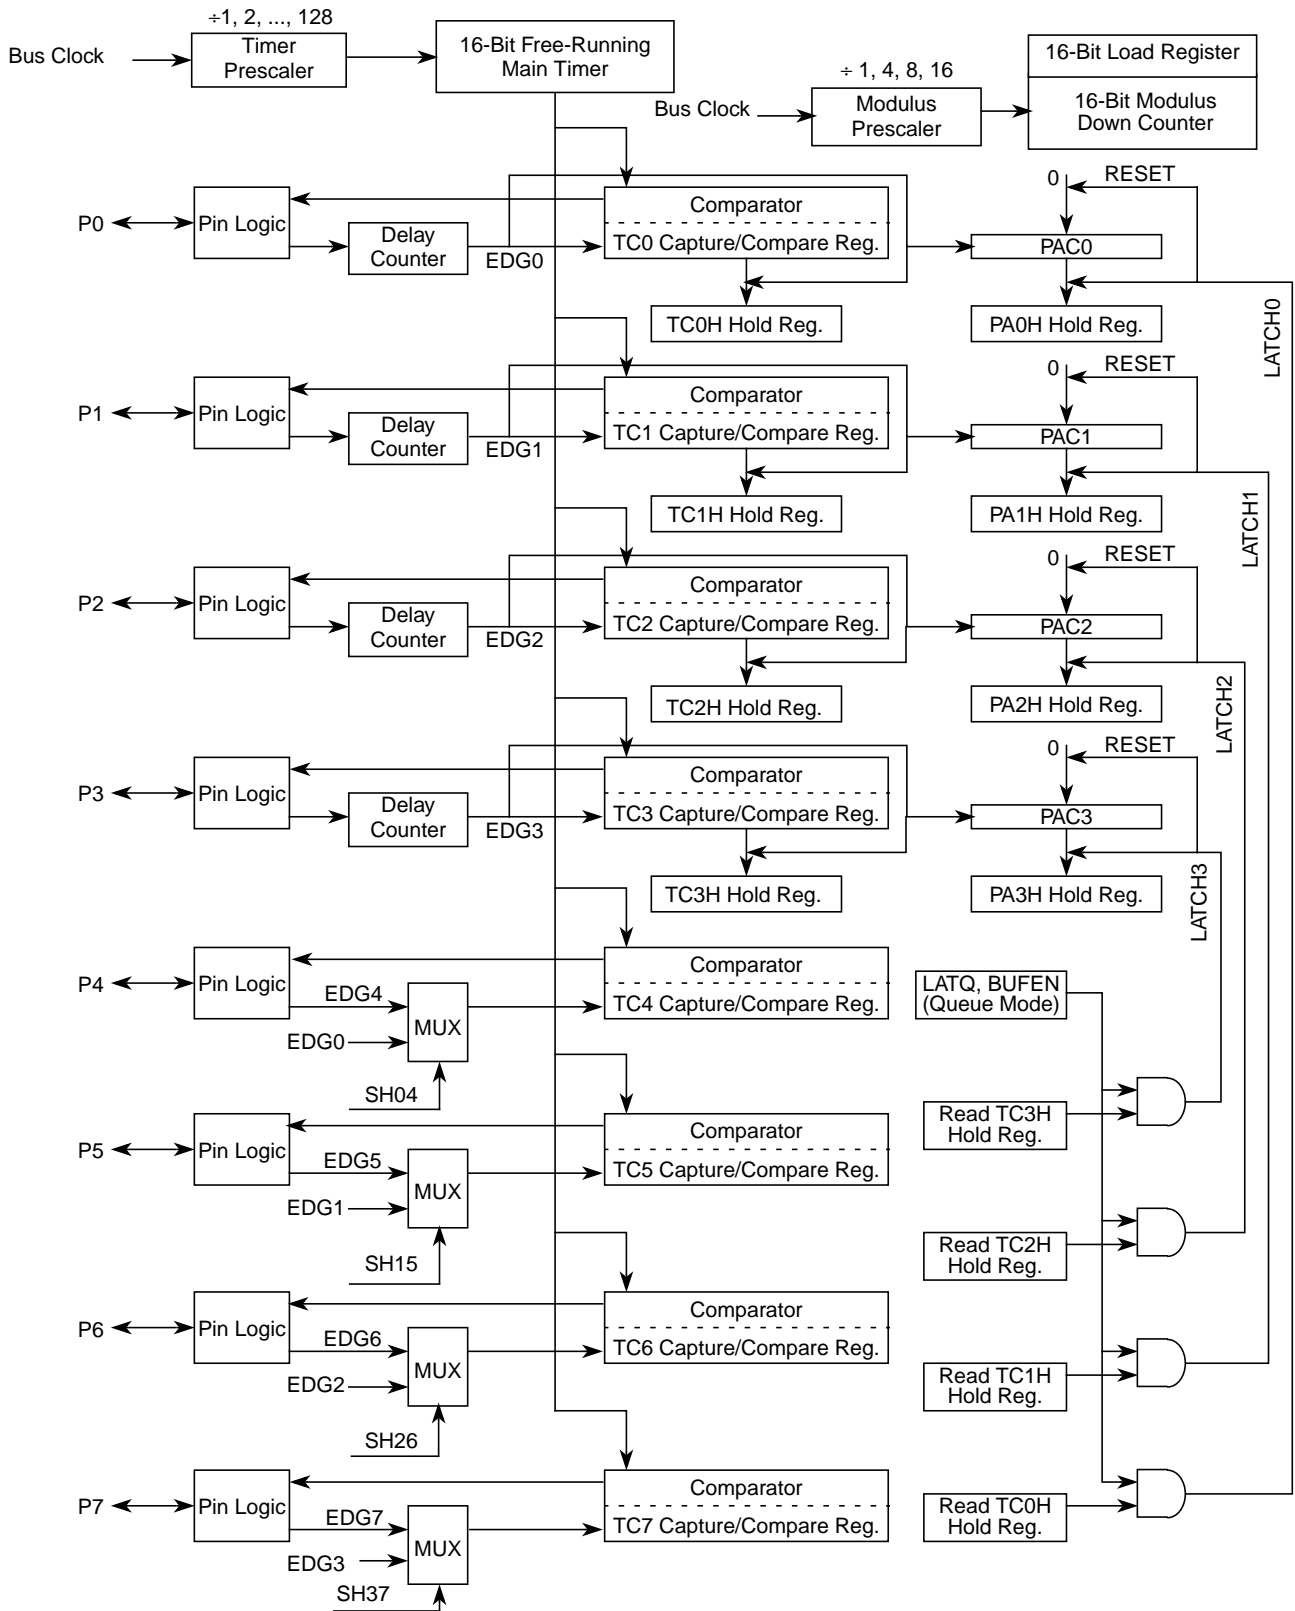 ÷1, 2, ..., 128
Bus Clock
Timer
Prescaler
16-Bit Free-Running
Main Timer
÷ 1, 4, 8, 16
Bus Clock
Modulus
Prescaler
16-Bit Load Register
16-Bit Modulus
Down Counter
P0
Pin Logic
Delay
Counter
EDG0
Comparator
TC0 Capture/Compare Reg.
TC0H Hold Reg.
0
RESET
PAC0
PA0H Hold Reg.
LATCH0
P1
Pin Logic
Delay
Counter
EDG1
Comparator
TC1 Capture/Compare Reg.
TC1H Hold Reg.
0
RESET
PAC1
PA1H Hold Reg.
LATCH1
P2
Pin Logic
Delay
Counter
EDG2
Comparator
TC2 Capture/Compare Reg.
TC2H Hold Reg.
0
RESET
PAC2
PA2H Hold Reg.
LATCH2
P3
Pin Logic
Delay
Counter
EDG3
Comparator
TC3 Capture/Compare Reg.
TC3H Hold Reg.
0
RESET
PAC3
PA3H Hold Reg.
LATCH3
P4
Pin Logic
EDG4
EDG0
MUX
SH04
Comparator
TC4 Capture/Compare Reg.
LATQ, BUFEN
(Queue Mode)
P5
Pin Logic
EDG5
EDG1
MUX
SH15
Comparator
TC5 Capture/Compare Reg.
Read TC3H
Hold Reg.
Read TC2H
Hold Reg.
P6
Pin Logic
EDG6
EDG2
MUX
SH26
Comparator
TC6 Capture/Compare Reg.
Read TC1H
Hold Reg.
P7
Pin Logic
EDG7
EDG3
MUX
SH37
Comparator
TC7 Capture/Compare Reg.
Read TC0H
Hold Reg.